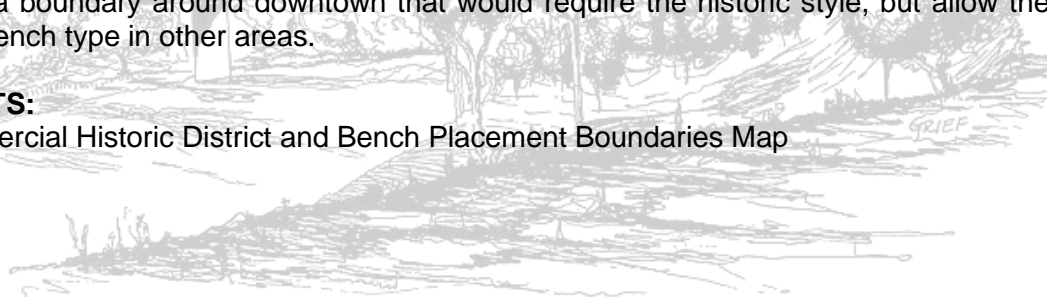 a boundary around downtown that would require the historic style, but allow the
ench type in other areas.
TS:
ercial Historic District and Bench Placement Boundaries Map
GRIEF